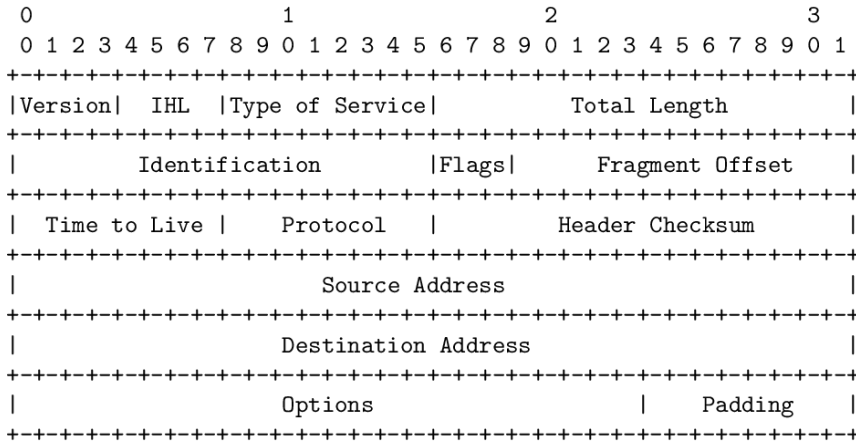 0                   1                   2                   3
 0 1 2 3 4 5 6 7 8 9 0 1 2 3 4 5 6 7 8 9 0 1 2 3 4 5 6 7 8 9 0 1
+-+-+-+-+-+-+-+-+-+-+-+-+-+-+-+-+-+-+-+-+-+-+-+-+-+-+-+-+-+-+-+-+
|Version|  IHL  |Type of Service|          Total Length         |
+-+-+-+-+-+-+-+-+-+-+-+-+-+-+-+-+-+-+-+-+-+-+-+-+-+-+-+-+-+-+-+-+
|         Identification        |Flags|      Fragment Offset    |
+-+-+-+-+-+-+-+-+-+-+-+-+-+-+-+-+-+-+-+-+-+-+-+-+-+-+-+-+-+-+-+-+
|  Time to Live |    Protocol   |         Header Checksum       |
+-+-+-+-+-+-+-+-+-+-+-+-+-+-+-+-+-+-+-+-+-+-+-+-+-+-+-+-+-+-+-+-+
|                       Source Address                          |
+-+-+-+-+-+-+-+-+-+-+-+-+-+-+-+-+-+-+-+-+-+-+-+-+-+-+-+-+-+-+-+-+
|                    Destination Address                        |
+-+-+-+-+-+-+-+-+-+-+-+-+-+-+-+-+-+-+-+-+-+-+-+-+-+-+-+-+-+-+-+-+
|                    Options                    |    Padding    |
+-+-+-+-+-+-+-+-+-+-+-+-+-+-+-+-+-+-+-+-+-+-+-+-+-+-+-+-+-+-+-+-+